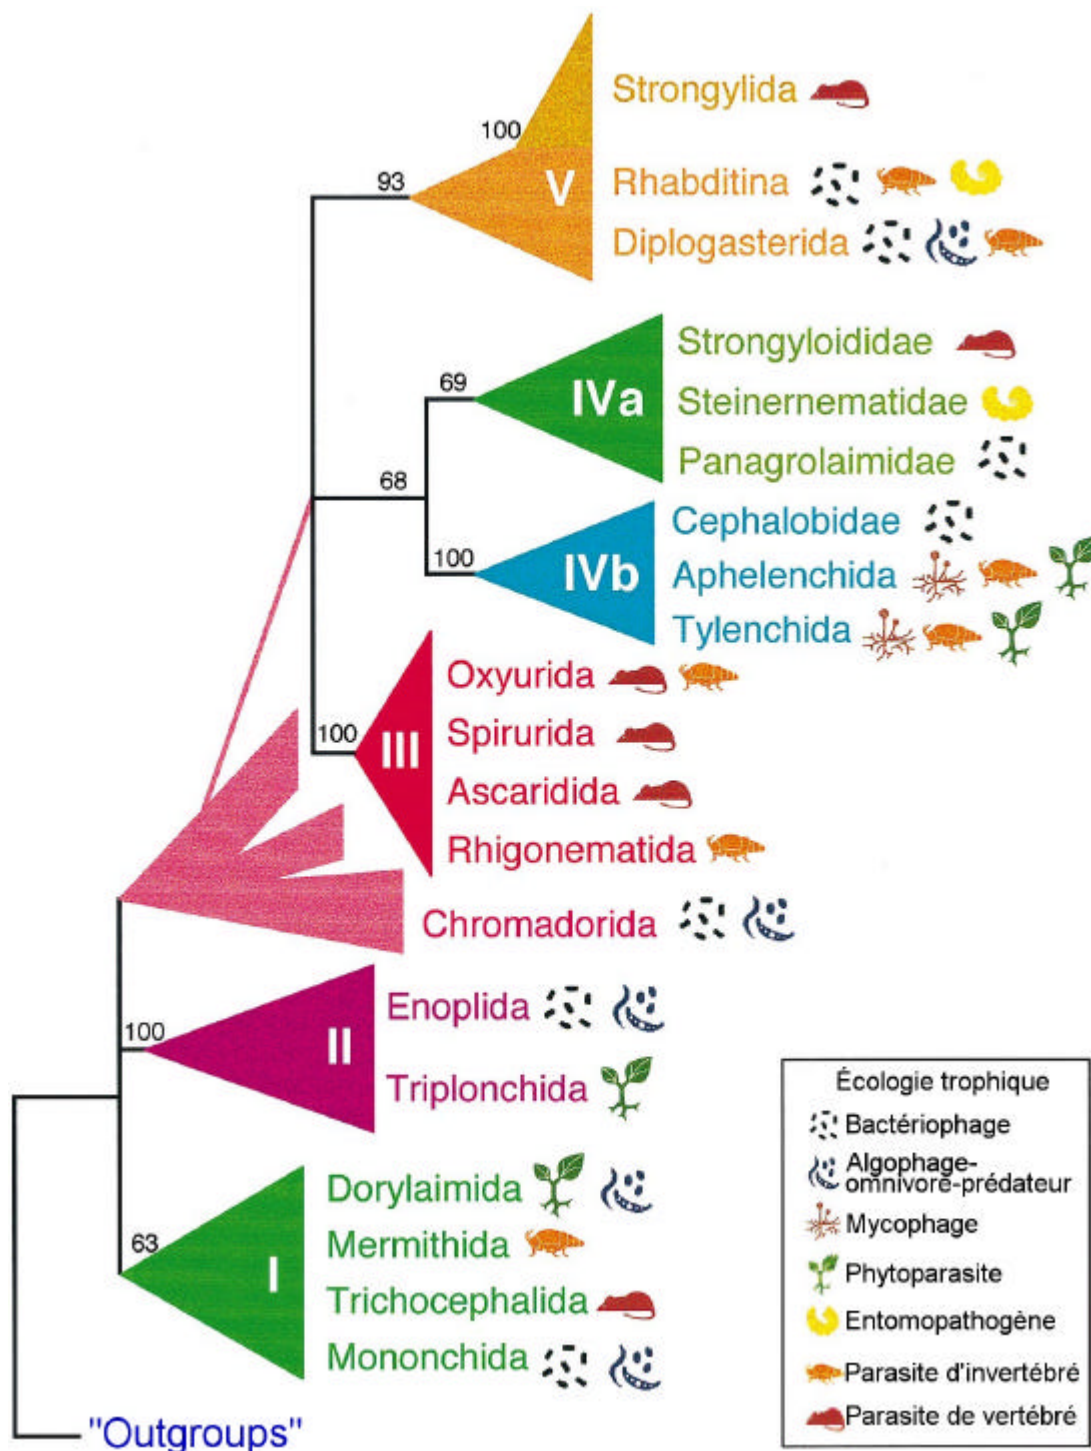 Strongylida
100
93
V
Rhabditina
Diplogasterida
Strongyloididae
69
IVa
Steinernematidae
Panagrolaimidae
68
Cephalobidae
100
IVb
Aphelenchida
Tylenchida
Oxyurida
100
III
Spirurida
Ascaridida
Rhigonematida
Chromadorida
Enoplida
100
II
Triplonchida
Dorylaimida
63
I
Mermithida
Trichocephalida
Mononchida
"Outgroups"
Écologie trophique
Bactériophage
Algophage-
omnivore-prédateur
Mycophage
Phytoparasite
Entomopathogène
Parasite d'invertébré
Parasite de vertébré